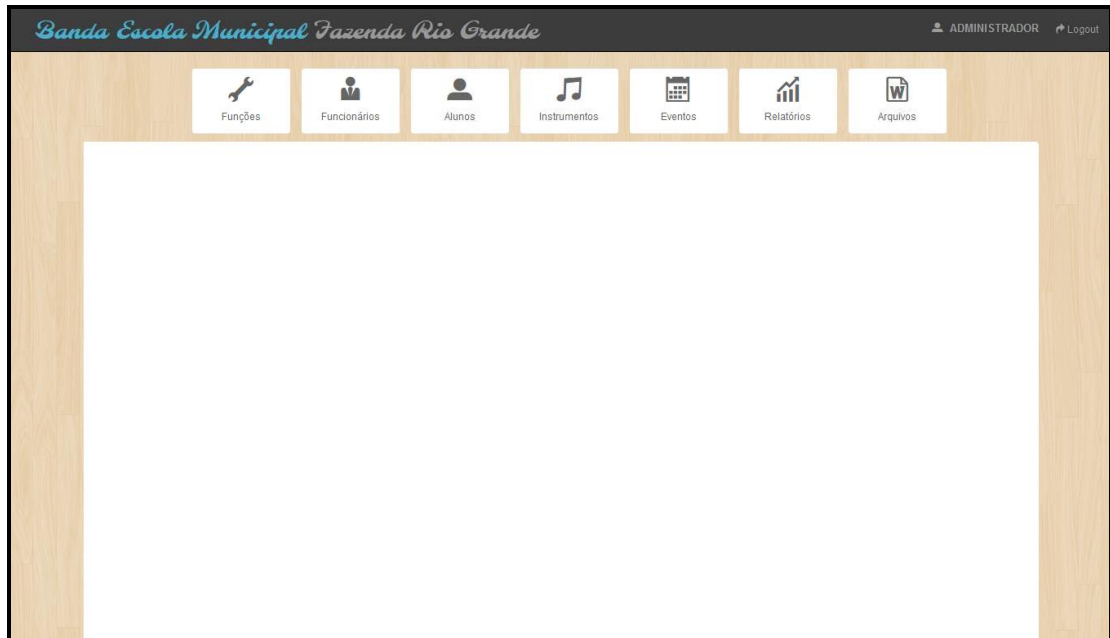 Banda Escola Municipal Fazenda Rio Grande
ADMINISTRADOR Logout
Funções Funcionários Alunos Instrumentos Eventos Relatórios Arquivos